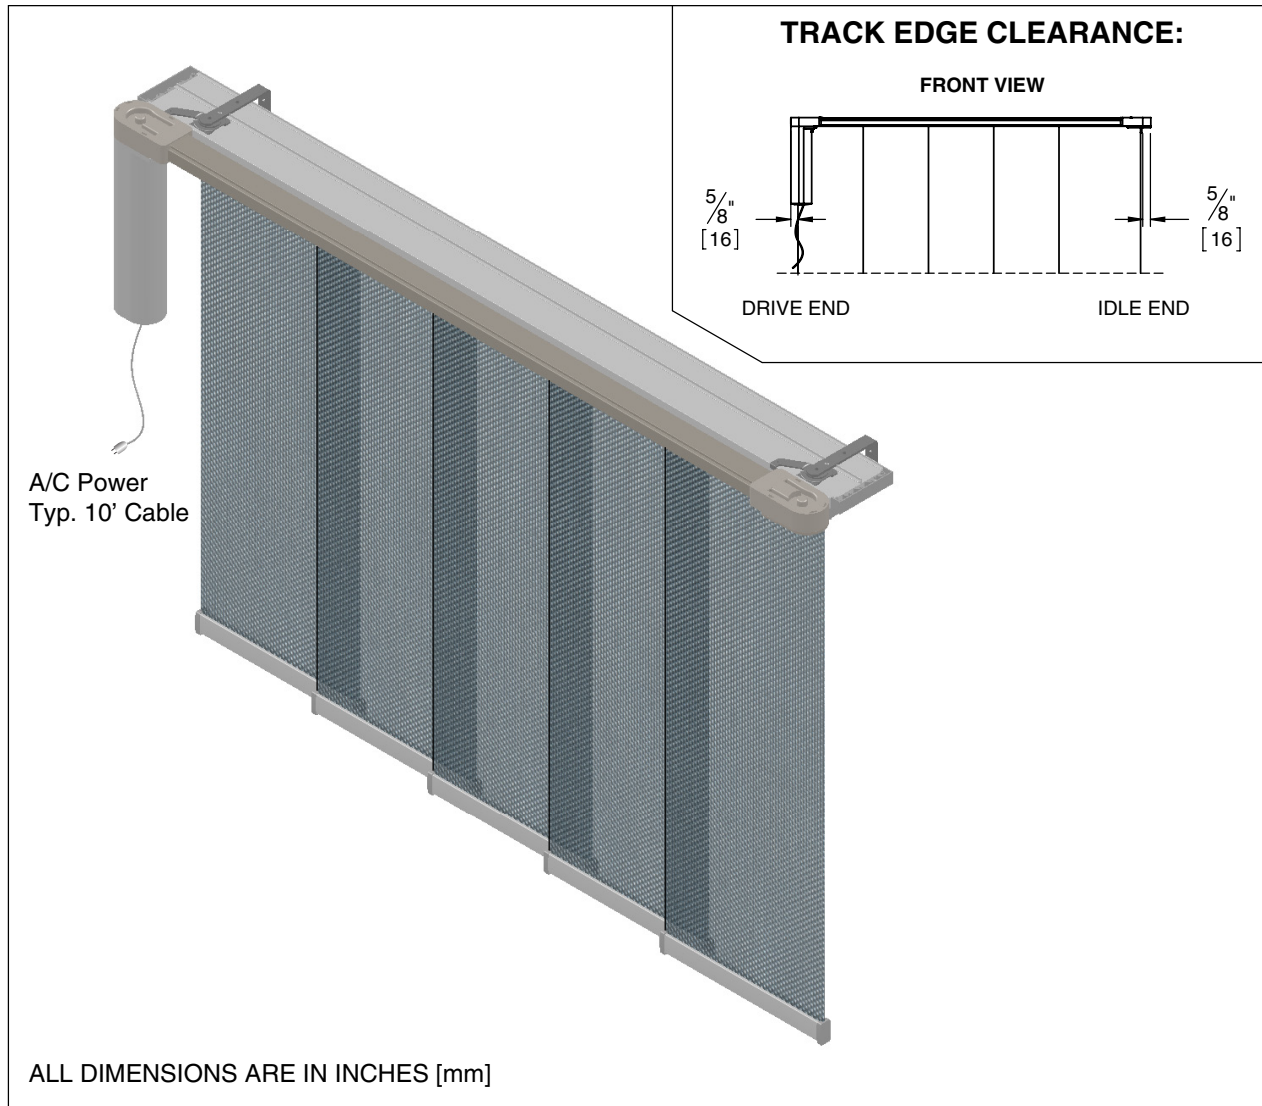 TRACK EDGE CLEARANCE:
FRONT VIEW
5/8"
[16]
5/8"
[16]
DRIVE END
IDLE END
A/C Power
Typ. 10’ Cable
ALL DIMENSIONS ARE IN INCHES [mm]